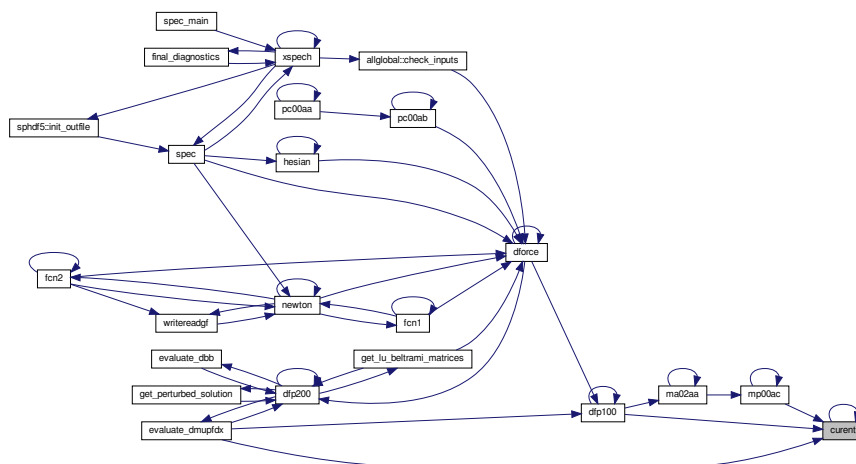 spec_main
final_diagnostics
xspech
allglobal::check_inputs
pc00aa
pc00ab
sphdf5::init_outfile
spec
hesian
dforce
fcn2
newton
writereadgf
fcn1
evaluate_dbb
get_lu_beltrami_matrices
get_perturbed_solution
dfp200
ma02aa
mp00ac
evaluate_dmupfdx
dfp100
curent